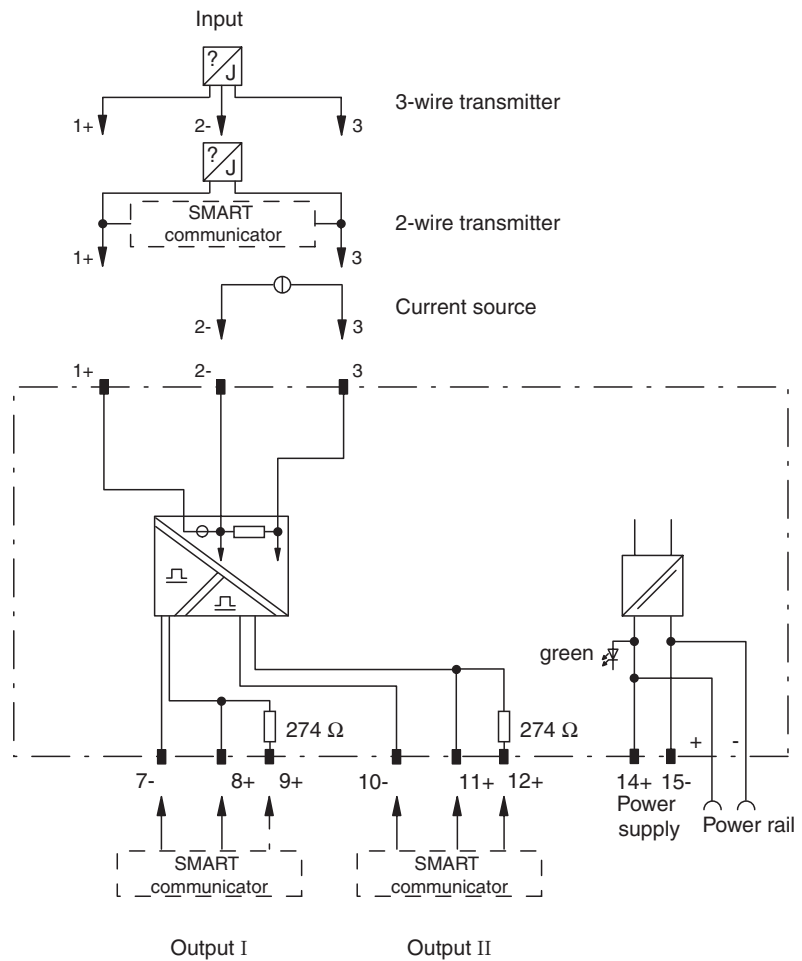 Input
? J
3-wire transmitter
1+ 2- 3
? J
SMART
communicator
2-wire transmitter
1+ 3
Current source
2- 3
1+ 2- 3
green
274 Ω 274 Ω
+ -
7- 8+ 9+ 10- 11+ 12+ 14+ 15-
Power
supply
Power rail
SMART
communicator
SMART
communicator
Output I Output II